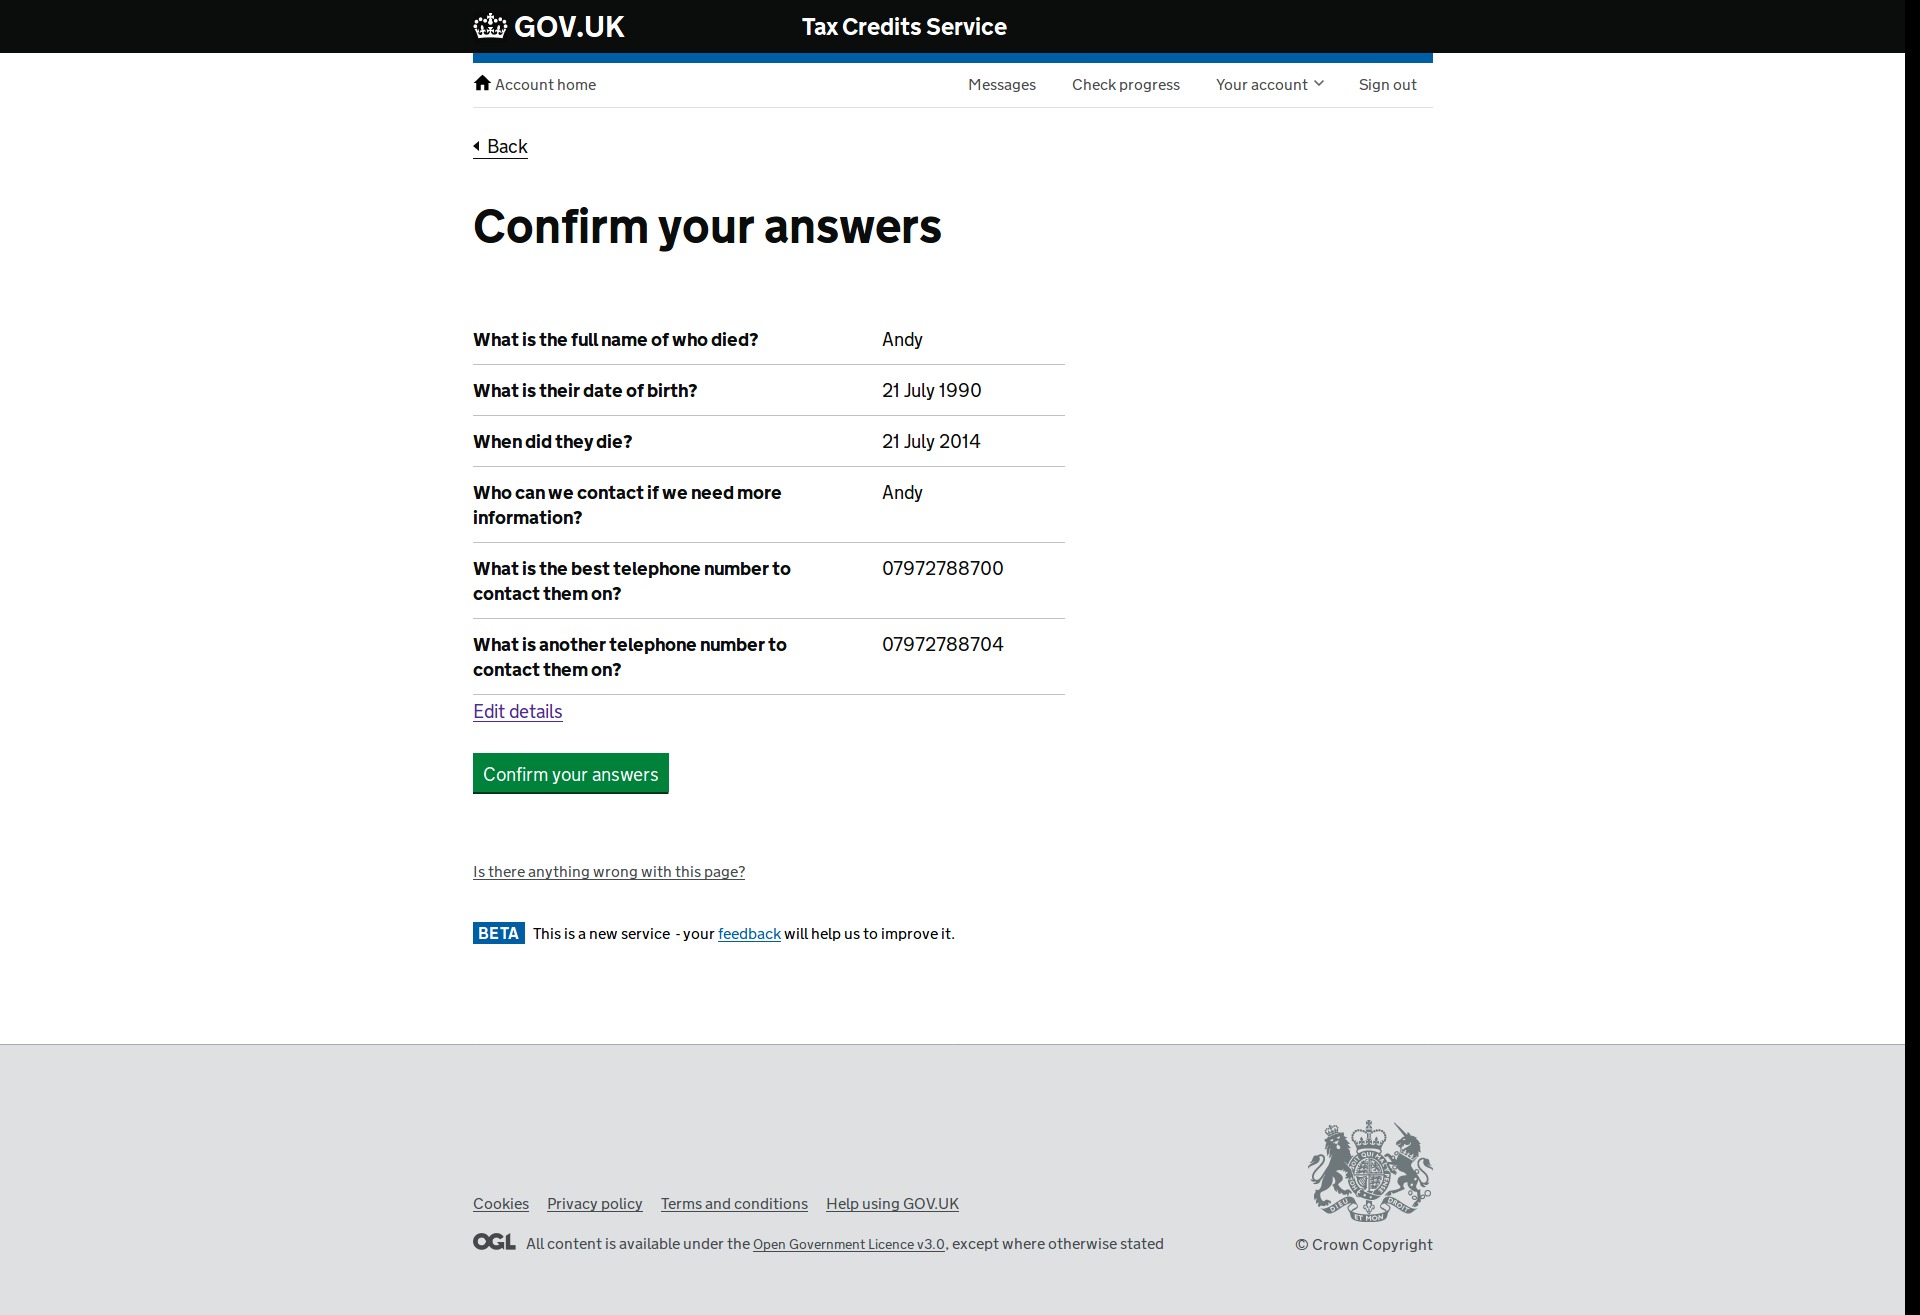 GOV.UK
Tax Credits Service
Account home
Messages
Check progress
Your account
Sign out
Back
Confirm your answers
What is the full name of who died?
Andy
What is their date of birth?
21 July 1990
When did they die?
21 July 2014
Who can we contact if we need more
information?
Andy
What is the best telephone number to
contact them on?
07972788700
What is another telephone number to
contact them on?
07972788704
Edit details
Confirm your answers
Is there anything wrong with this page?
BETA This is a new service - your feedback will help us to improve it.
Cookies
Privacy policy
Terms and conditions
Help using GOV.UK
OGL All content is available under the Open Government Licence v3.0, except where otherwise stated
© Crown Copyright